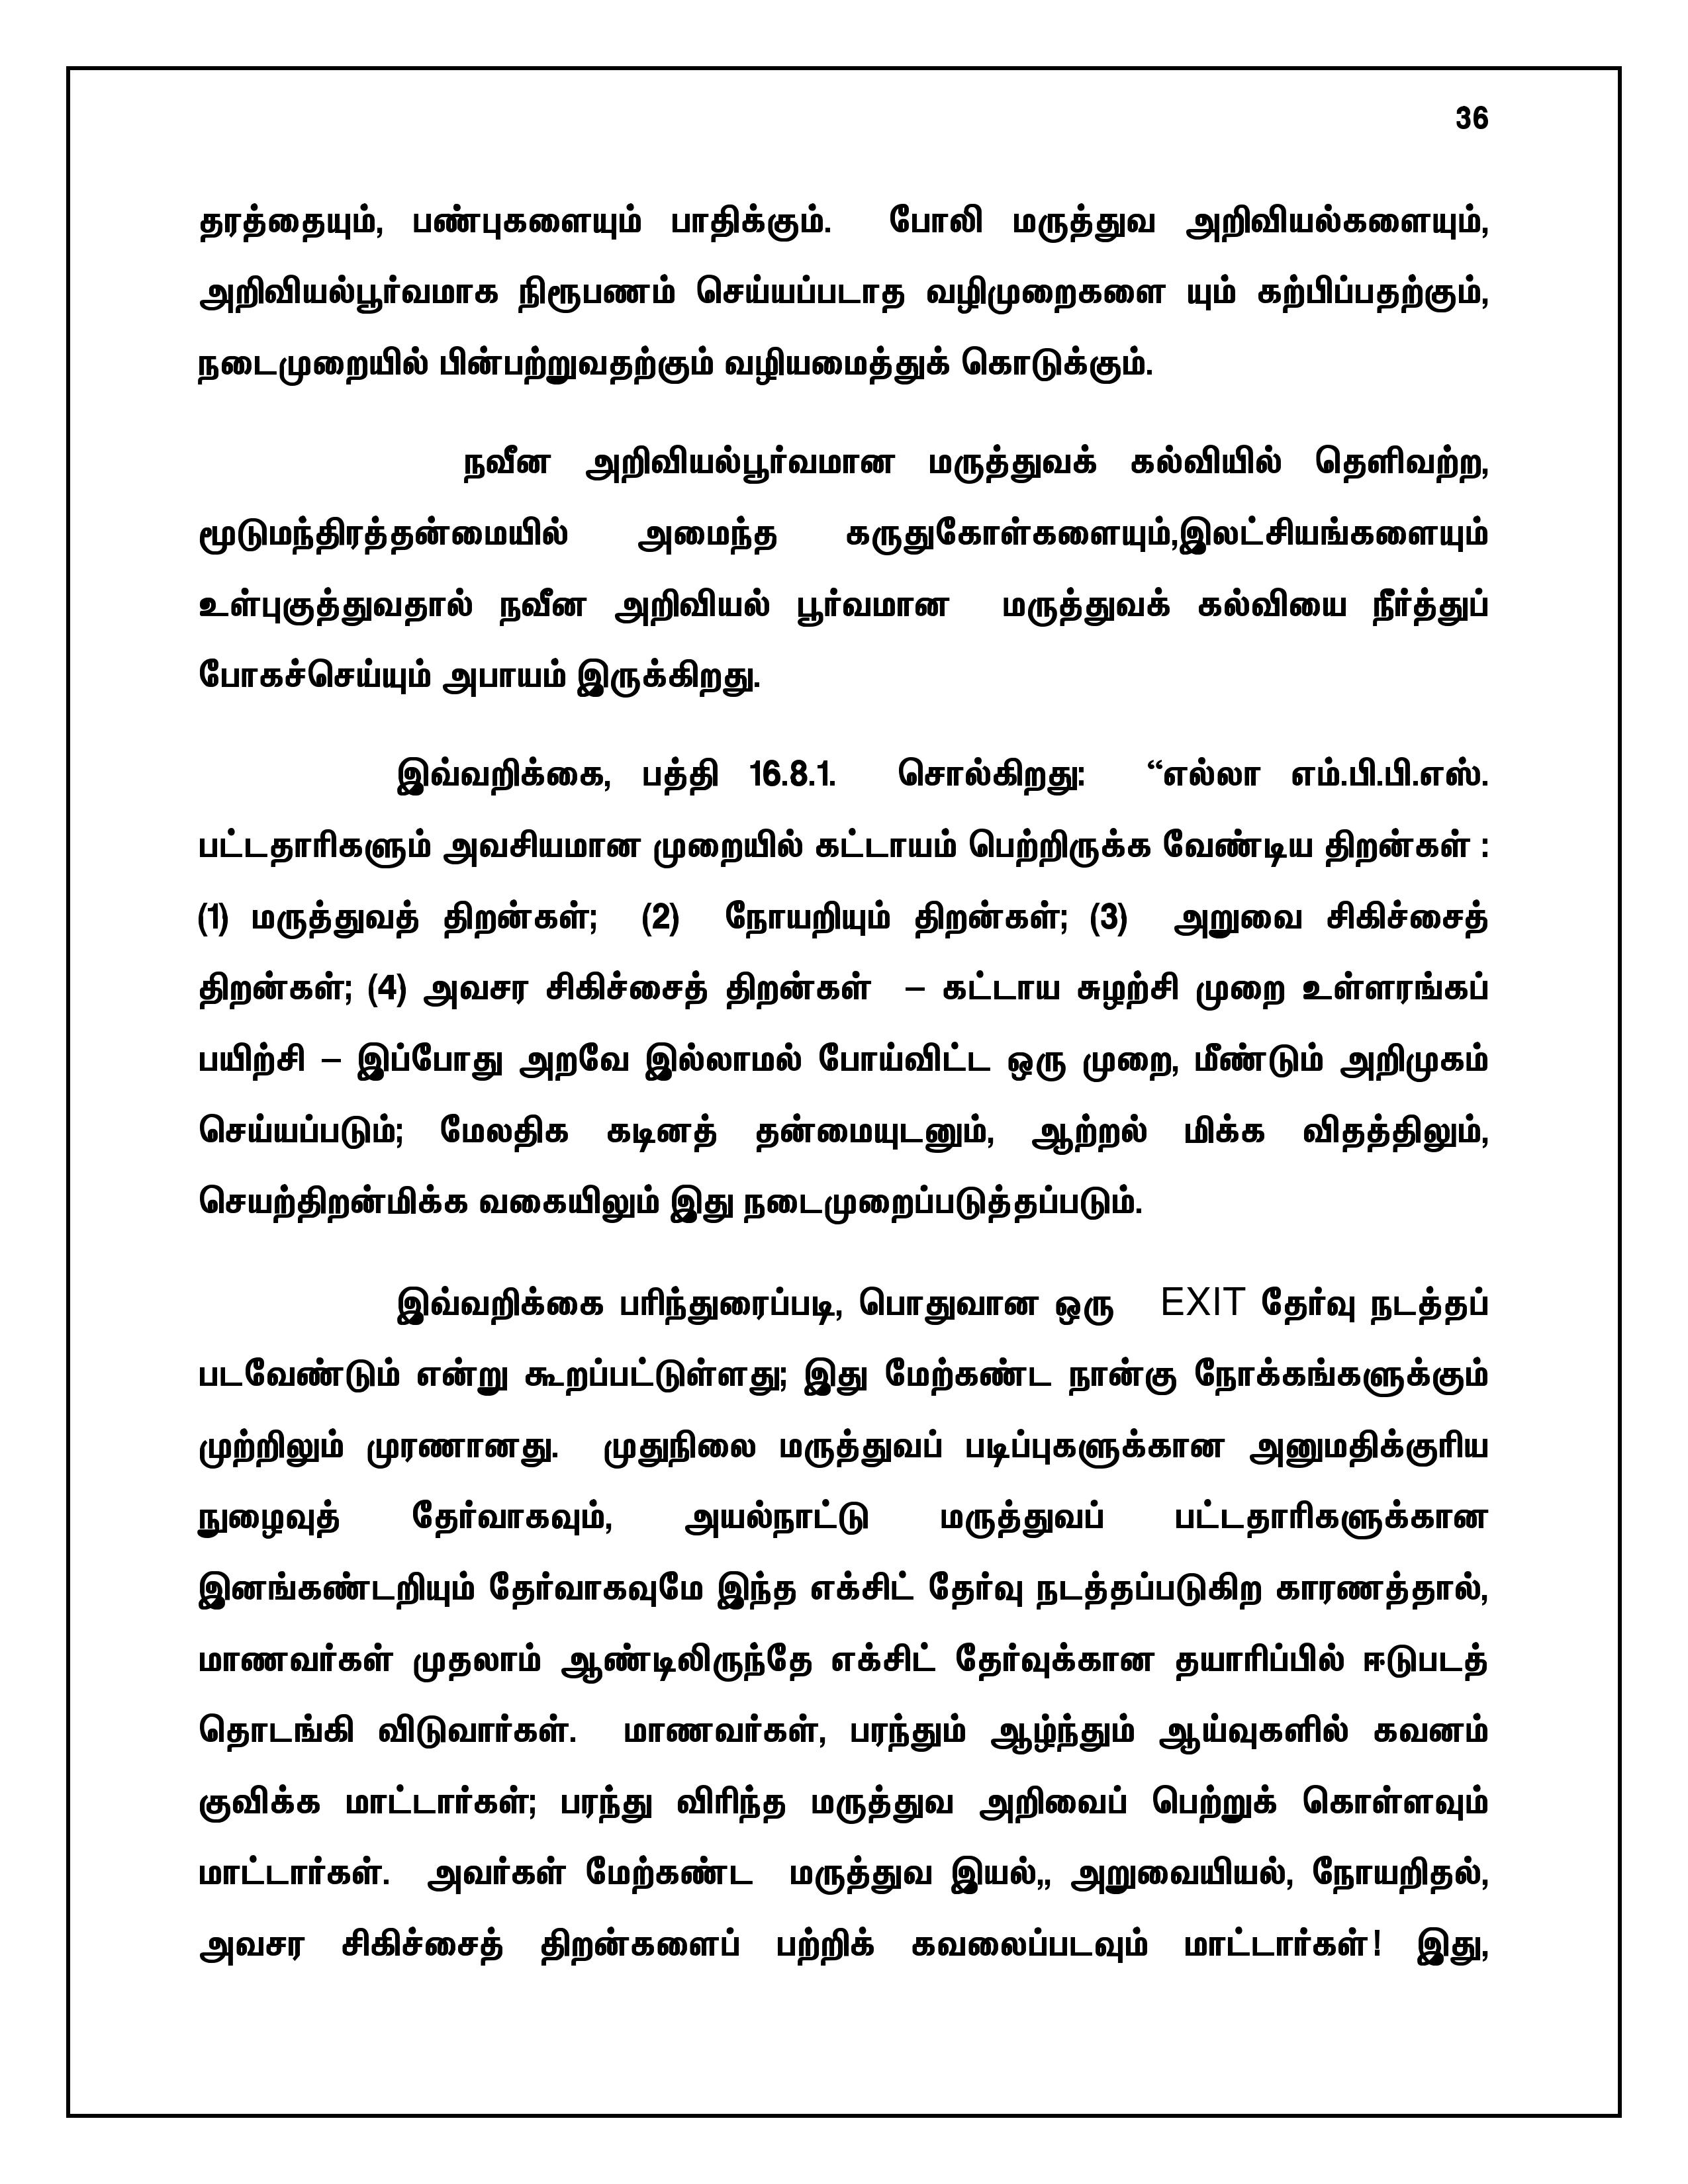 36
தரத்தையும், பண்புகளையும் பாதிக்கும். போலி மருத்துவ அறிவியல்களையும்,
அறிவியல்பூர்வமாக நிரூபணம் செய்யப்படாத வழிமுறைகளை யும் கற்பிப்பதற்கும்,
நடைமுறையில் பின்பற்றுவதற்கும் வழியமைத்துக் கொடுக்கும்.
நவீன அறிவியல்பூர்வமான மருத்துவக் கல்வியில் தெளிவற்ற,
மூடுமந்திரத்தன்மையில் அமைந்த கருதுகோள்களையும்,இலட்சியங்களையும்
உள்புகுத்துவதால் நவீன அறிவியல் பூர்வமான மருத்துவக் கல்வியை நீர்த்துப்
போகச்செய்யும் அபாயம் இருக்கிறது.
இவ்வறிக்கை, பத்தி 16.8.1. சொல்கிறது: “எல்லா எம்.பி.பி.எஸ்.
பட்டதாரிகளும் அவசியமான முறையில் கட்டாயம் பெற்றிருக்க வேண்டிய திறன்கள் :
(1) மருத்துவத் திறன்கள்; (2) நோயறியும் திறன்கள்; (3) அறுவை சிகிச்சைத்
திறன்கள்; (4) அவசர சிகிச்சைத் திறன்கள் – கட்டாய சுழற்சி முறை உள்ளரங்கப்
பயிற்சி – இப்போது அறவே இல்லாமல் போய்விட்ட ஒரு முறை, மீண்டும் அறிமுகம்
செய்யப்படும்; மேலதிக கடினத் தன்மையுடனும், ஆற்றல் மிக்க விதத்திலும்,
செயற்திறன்மிக்க வகையிலும் இது நடைமுறைப்படுத்தப்படும்.
இவ்வறிக்கை பரிந்துரைப்படி, பொதுவான ஒரு EXIT தேர்வு நடத்தப்
படவேண்டும் என்று கூறப்பட்டுள்ளது; இது மேற்கண்ட நான்கு நோக்கங்களுக்கும்
முற்றிலும் முரணானது. முதுநிலை மருத்துவப் படிப்புகளுக்கான அனுமதிக்குரிய
நுழைவுத் தேர்வாகவும், அயல்நாட்டு மருத்துவப் பட்டதாரிகளுக்கான
இனங்கண்டறியும் தேர்வாகவுமே இந்த எக்சிட் தேர்வு நடத்தப்படுகிற காரணத்தால்,
மாணவர்கள் முதலாம் ஆண்டிலிருந்தே எக்சிட் தேர்வுக்கான தயாரிப்பில் ஈடுபடத்
தொடங்கி விடுவார்கள். மாணவர்கள், பரந்தும் ஆழ்ந்தும் ஆய்வுகளில் கவனம்
குவிக்க மாட்டார்கள்; பரந்து விரிந்த மருத்துவ அறிவைப் பெற்றுக் கொள்ளவும்
மாட்டார்கள். அவர்கள் மேற்கண்ட மருத்துவ இயல்,, அறுவையியல், நோயறிதல்,
அவசர சிகிச்சைத் திறன்களைப் பற்றிக் கவலைப்படவும் மாட்டார்கள்! இது,